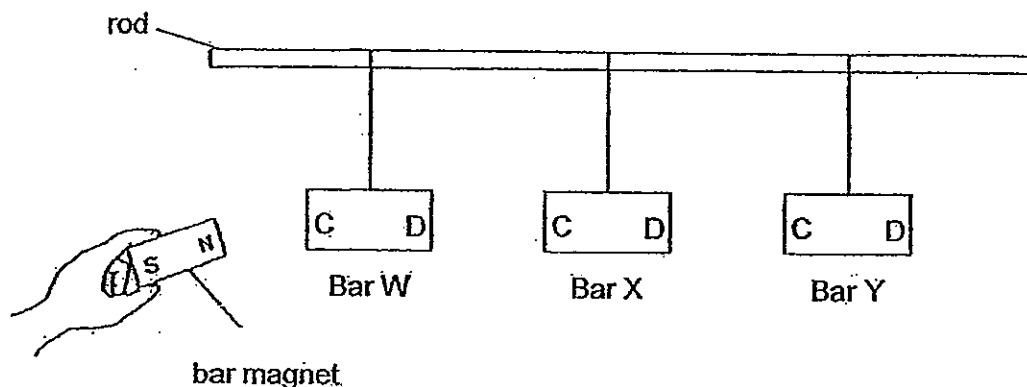 rod
C D C D C D
S N
Bar W Bar X Bar Y
bar magnet